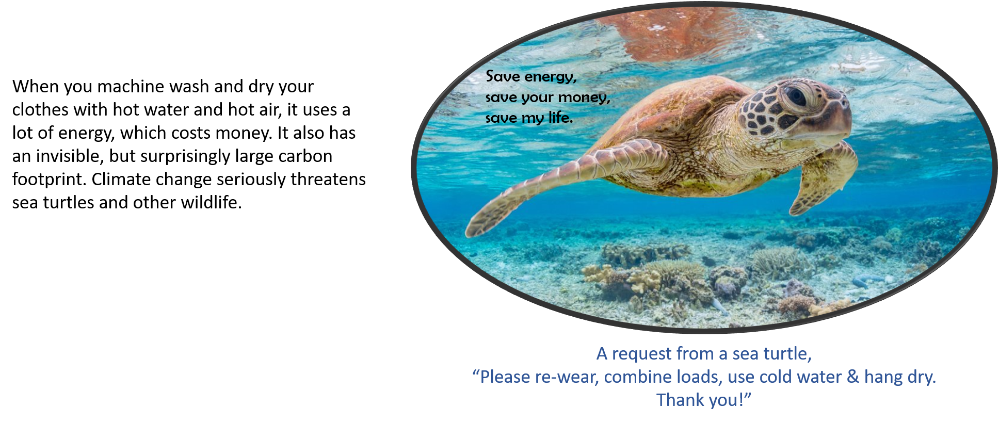 When you machine wash and dry your
clothes with hot water and hot air, it uses a
lot of energy, which costs money. It also has
an invisible, but surprisingly large carbon
footprint. Climate change seriously threatens
sea turtles and other wildlife.
Save energy,
save your money,
save my life.
A request from a sea turtle,
“Please re-wear, combine loads, use cold water & hang dry.
Thank you!”